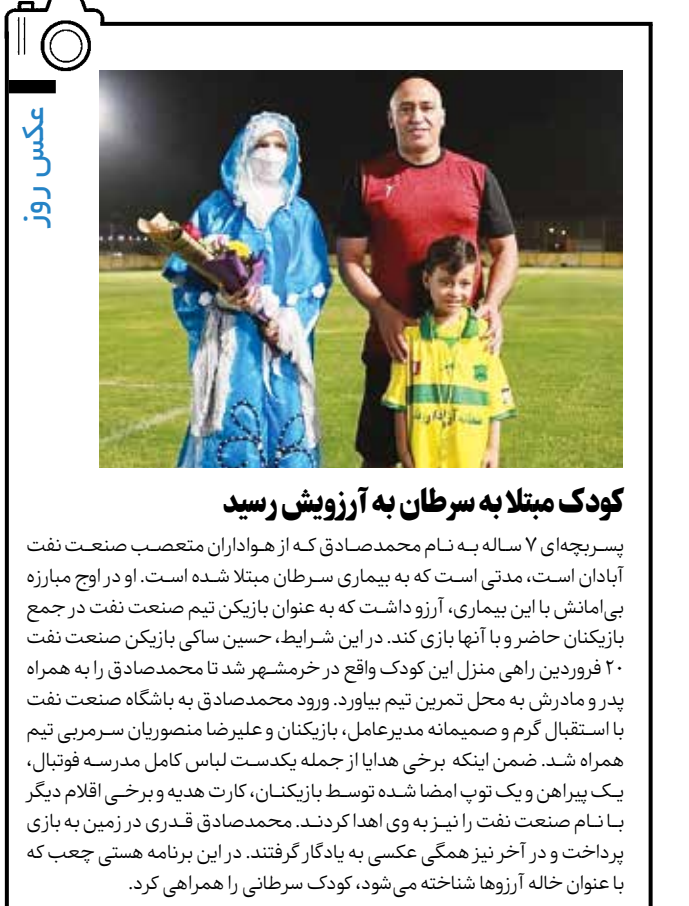 عکس روز
کودک مبتلا به سرطان به آرزویش رسید
پسربچه‌ای ۷ ساله به نام محمدصادق که از هواداران متعصب صنعت نفت
آبادان است، مدتی است که به بیماری سرطان مبتلا شده است. او در اوج مبارزه
بی‌امانش با این بیماری، آرزو داشت که به عنوان بازیکن تیم صنعت نفت در جمع
بازیکنان حاضر و با آنها بازی کند. در این شرایط، حسین ساکی بازیکن صنعت نفت
۲۰ فروردین راهی منزل این کودک واقع در خرمشهر شد تا محمدصادق را به همراه
پدر و مادرش به محل تمرین تیم بیاورد. ورود محمدصادق به باشگاه صنعت نفت
با استقبال گرم و صمیمانه مدیرعامل، بازیکنان و علیرضا منصوریان سرمربی تیم
همراه شد. ضمن اینکه برخی هدایا از جمله یکدست لباس کامل مدرسه فوتبال،
یک پیراهن و یک توپ امضا شده توسط بازیکنان، کارت هدیه و برخی اقلام دیگر
با نام صنعت نفت را نیز به وی اهدا کردند. محمدصادق قدری در زمین به بازی
پرداخت و در آخر نیز همگی عکسی به یادگار گرفتند. در این برنامه هستی چعب که
با عنوان خاله آرزوها شناخته می‌شود، کودک سرطانی را همراهی کرد.